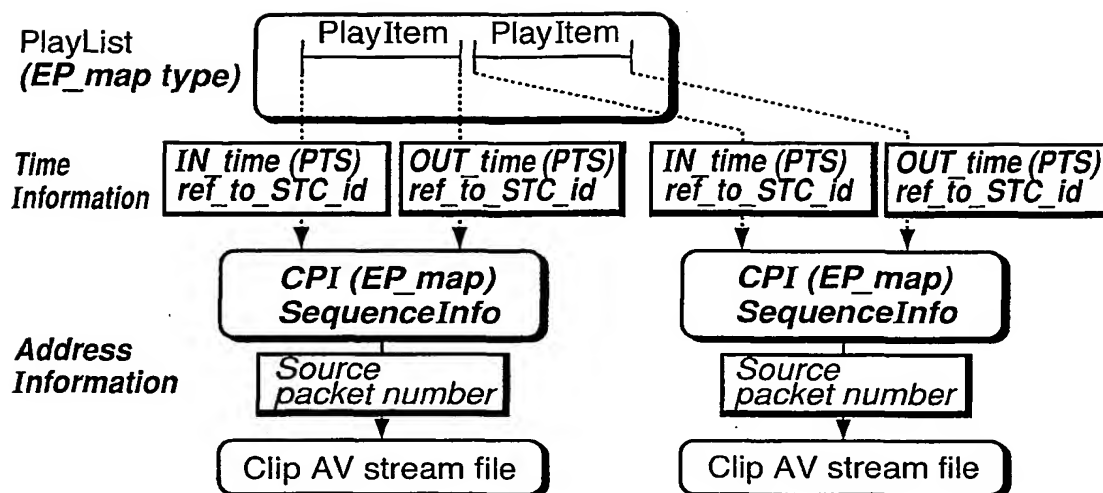 PlayList
(EP_map type)
PlayItem
PlayItem
Time
Information
IN_time (PTS)
ref_to_STC_id
OUT_time (PTS)
ref_to_STC_id
IN_time (PTS)
ref_to_STC_id
OUT_time (PTS)
ref_to_STC_id
CPI (EP_map)
SequenceInfo
CPI (EP_map)
SequenceInfo
Address
Information
Source
packet number
Source
packet number
Clip AV stream file
Clip AV stream file